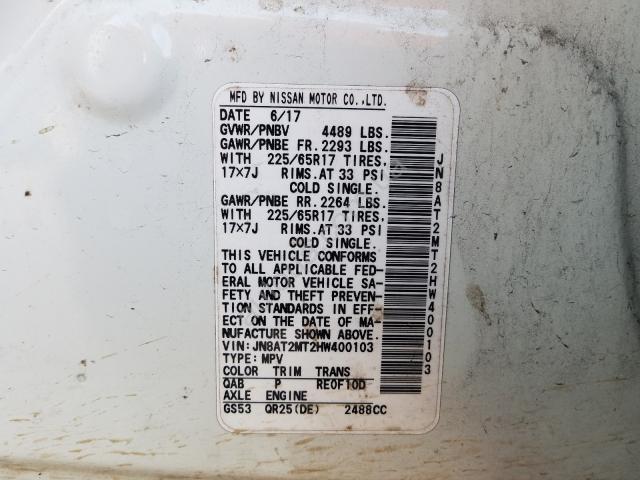 MFD BY NISSAN MOTOR CO.,LTD.
DATE 6/17
GVWR/PNBV 4489 LBS.
GAWR/PNBE FR. 2293 LBS.
WITH 225/65R17 TIRES,
17×7J RIMS.AT 33 PSI
COLD SINGLE.
GAWR/PNBE RR. 2264 LBS.
WITH 225/65R17 TIRES,
17×7J RIMS.AT 33 PSI
COLD SINGLE.
THIS VEHICLE CONFORMS
TO ALL APPLICABLE FED-
ERAL MOTOR VEHICLE SA-
FETY AND THEFT PREVEN-
TION STANDARDS IN EFF-
ECT ON THE DATE OF MA-
NUFACTURE SHOWN ABOVE.
VIN:JN8AT2MT2HW400103
TYPE:MPV
COLOR TRIM TRANS
QAB P RE0F10D
AXLE ENGINE
GS53 QR25(DE) 2488CC
JN8AT2MT2HW400103